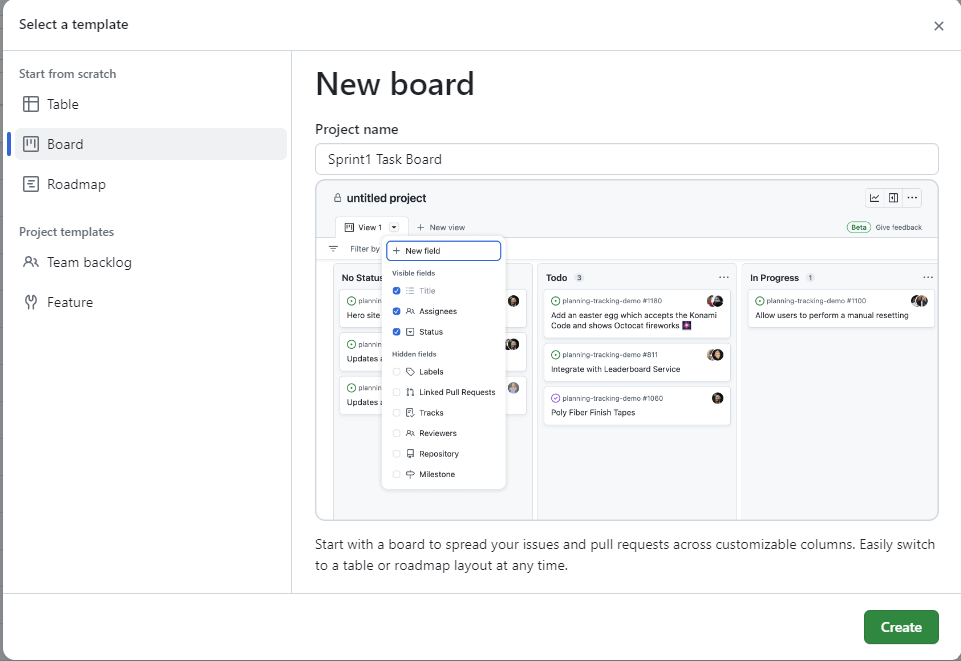 Select a template
Start from scratch
Table
Board
Roadmap
Project templates
Team backlog
Feature
New board
Project name
Sprint1 Task Board
untitled project
View 1
New view
Beta
Give feedback
Filter by
New field
Visible fields
Title
Assignees
Status
Hidden fields
Labels
Linked Pull Requests
Tracks
Reviewers
Repository
Milestone
No Status
Hero site
Updates
Updates
Todo 3
planning-tracking-demo #1180
Add an easter egg which accepts the Konami
Code and shows Octocat fireworks
planning-tracking-demo #811
Integrate with Leaderboard Service
planning-tracking-demo #1060
Poly Fiber Finish Tapes
In Progress 1
planning-tracking-demo #1100
Allow users to perform a manual resetting
Start with a board to spread your issues and pull requests across customizable columns. Easily switch
to a table or roadmap layout at any time.
Create